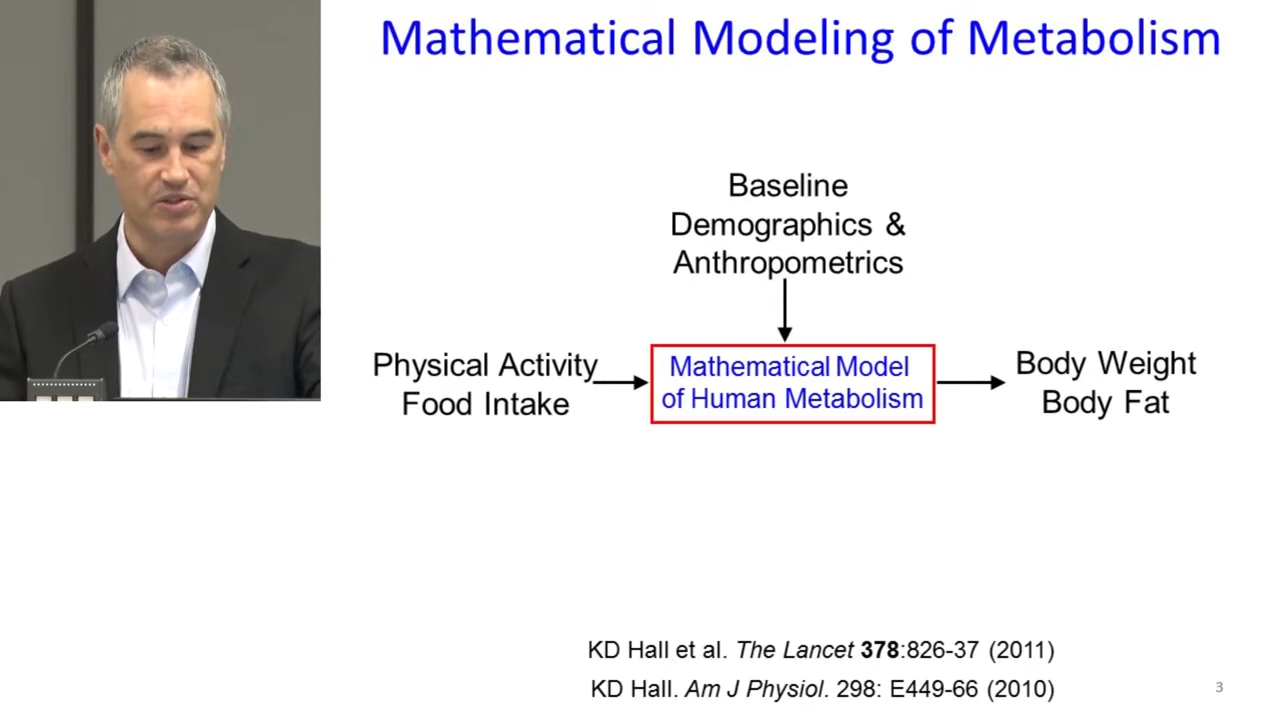 Mathematical Modeling of Metabolism
Baseline
Demographics &
Anthropometrics
Physical Activity
Food Intake
Mathematical Model
of Human Metabolism
Body Weight
Body Fat
KD Hall et al. The Lancet 378:826-37 (2011)
KD Hall. Am J Physiol. 298: E449-66 (2010)
3